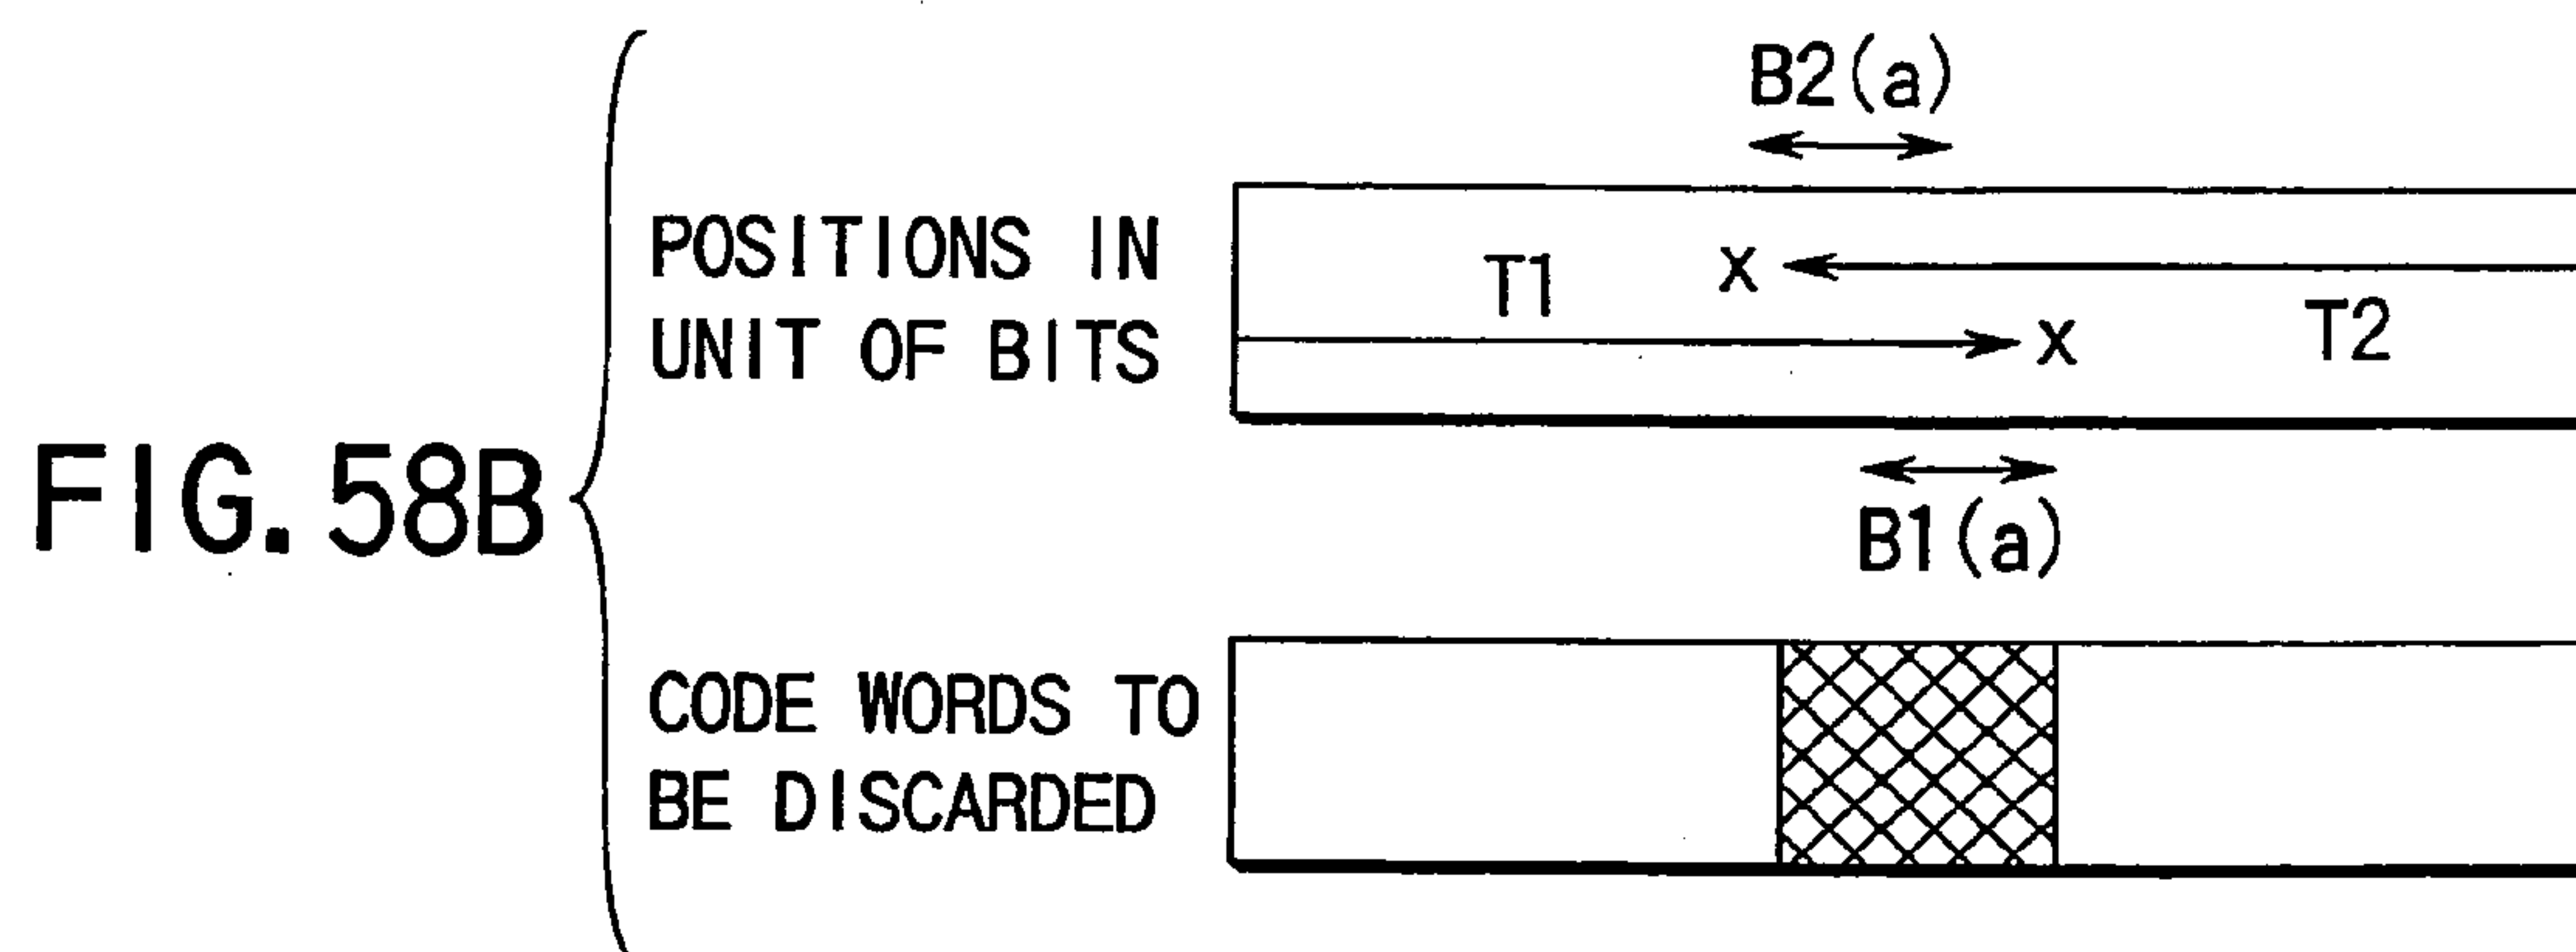 FIG. 58B
POSITIONS IN
UNIT OF BITS
B2(a)
T1
x
x
T2
B1(a)
CODE WORDS TO
BE DISCARDED